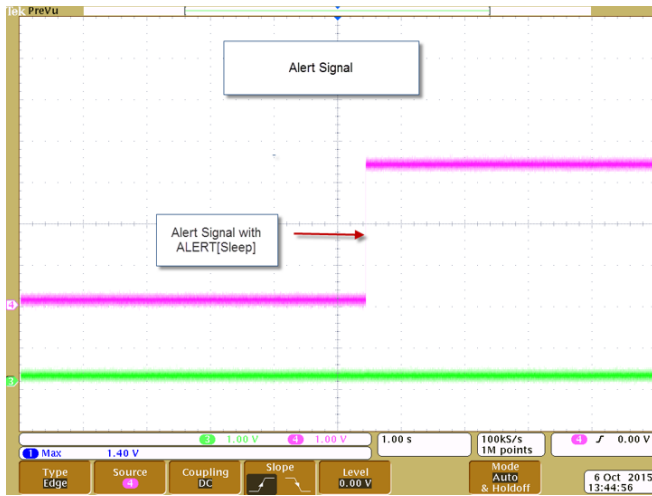 Tek PreVu
Alert Signal
Alert Signal with
ALERT[Sleep]
4
3
3 1.00 V 4 1.00 V
1.00 s
100kS/s
1M points
4 0.00 V
1 Max 1.40 V
Type
Edge
Source
4
Coupling
DC
Slope
Level
0.00 V
Mode
Auto
& Holdoff
6 Oct 2015
13:44:56